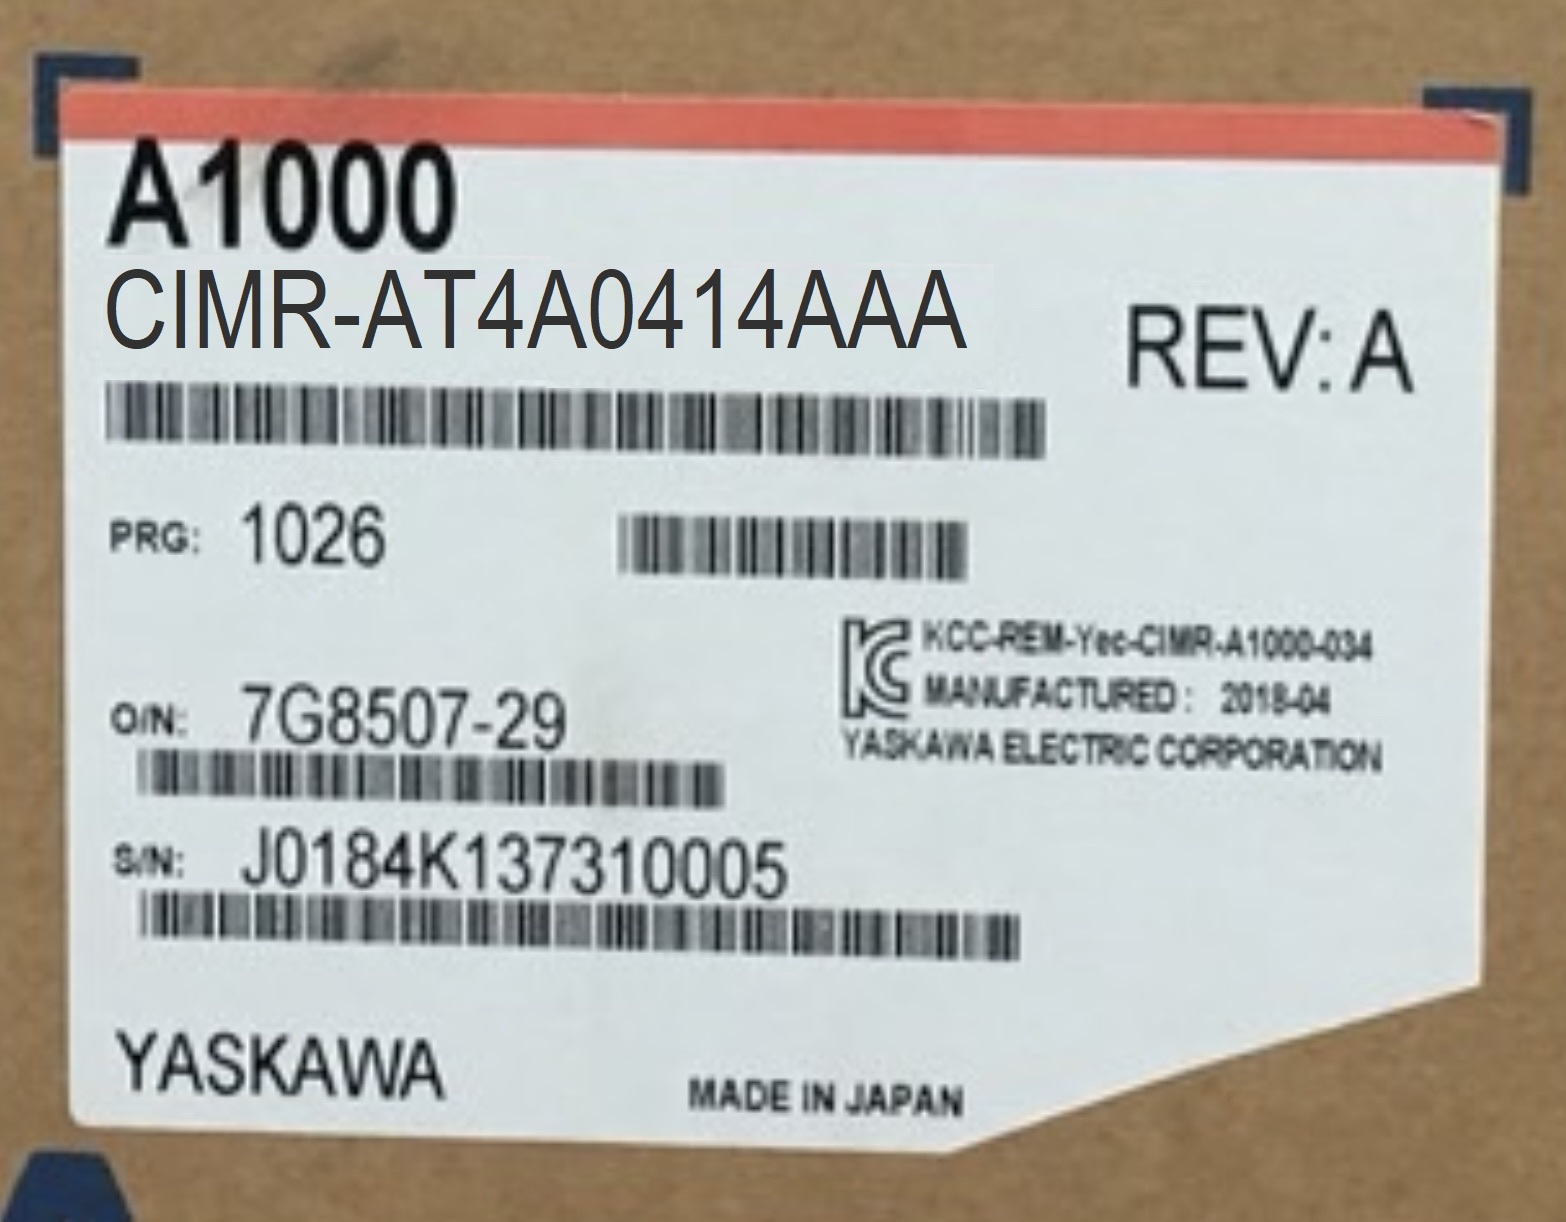 A1000
CIMR-AT4A0414AAA
REV: A
PRG: 1026
KCC-REM-Yec-CIMR-A1000-034
MANUFACTURED : 2018-04
YASKAWA ELECTRIC CORPORATION
O/N: 7G8507-29
S/N: J0184K137310005
YASKAWA
MADE IN JAPAN